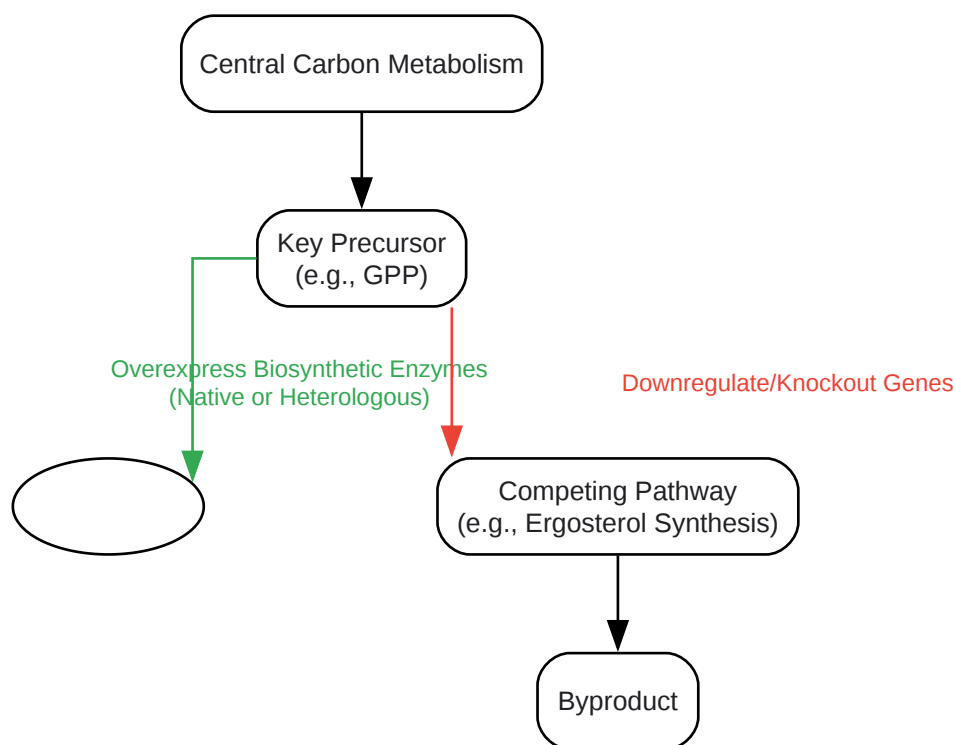 Central Carbon Metabolism
Key Precursor
(e.g., GPP)
Overexpress Biosynthetic Enzymes
(Native or Heterologous)
Downregulate/Knockout Genes
Competing Pathway
(e.g., Ergosterol Synthesis)
Byproduct